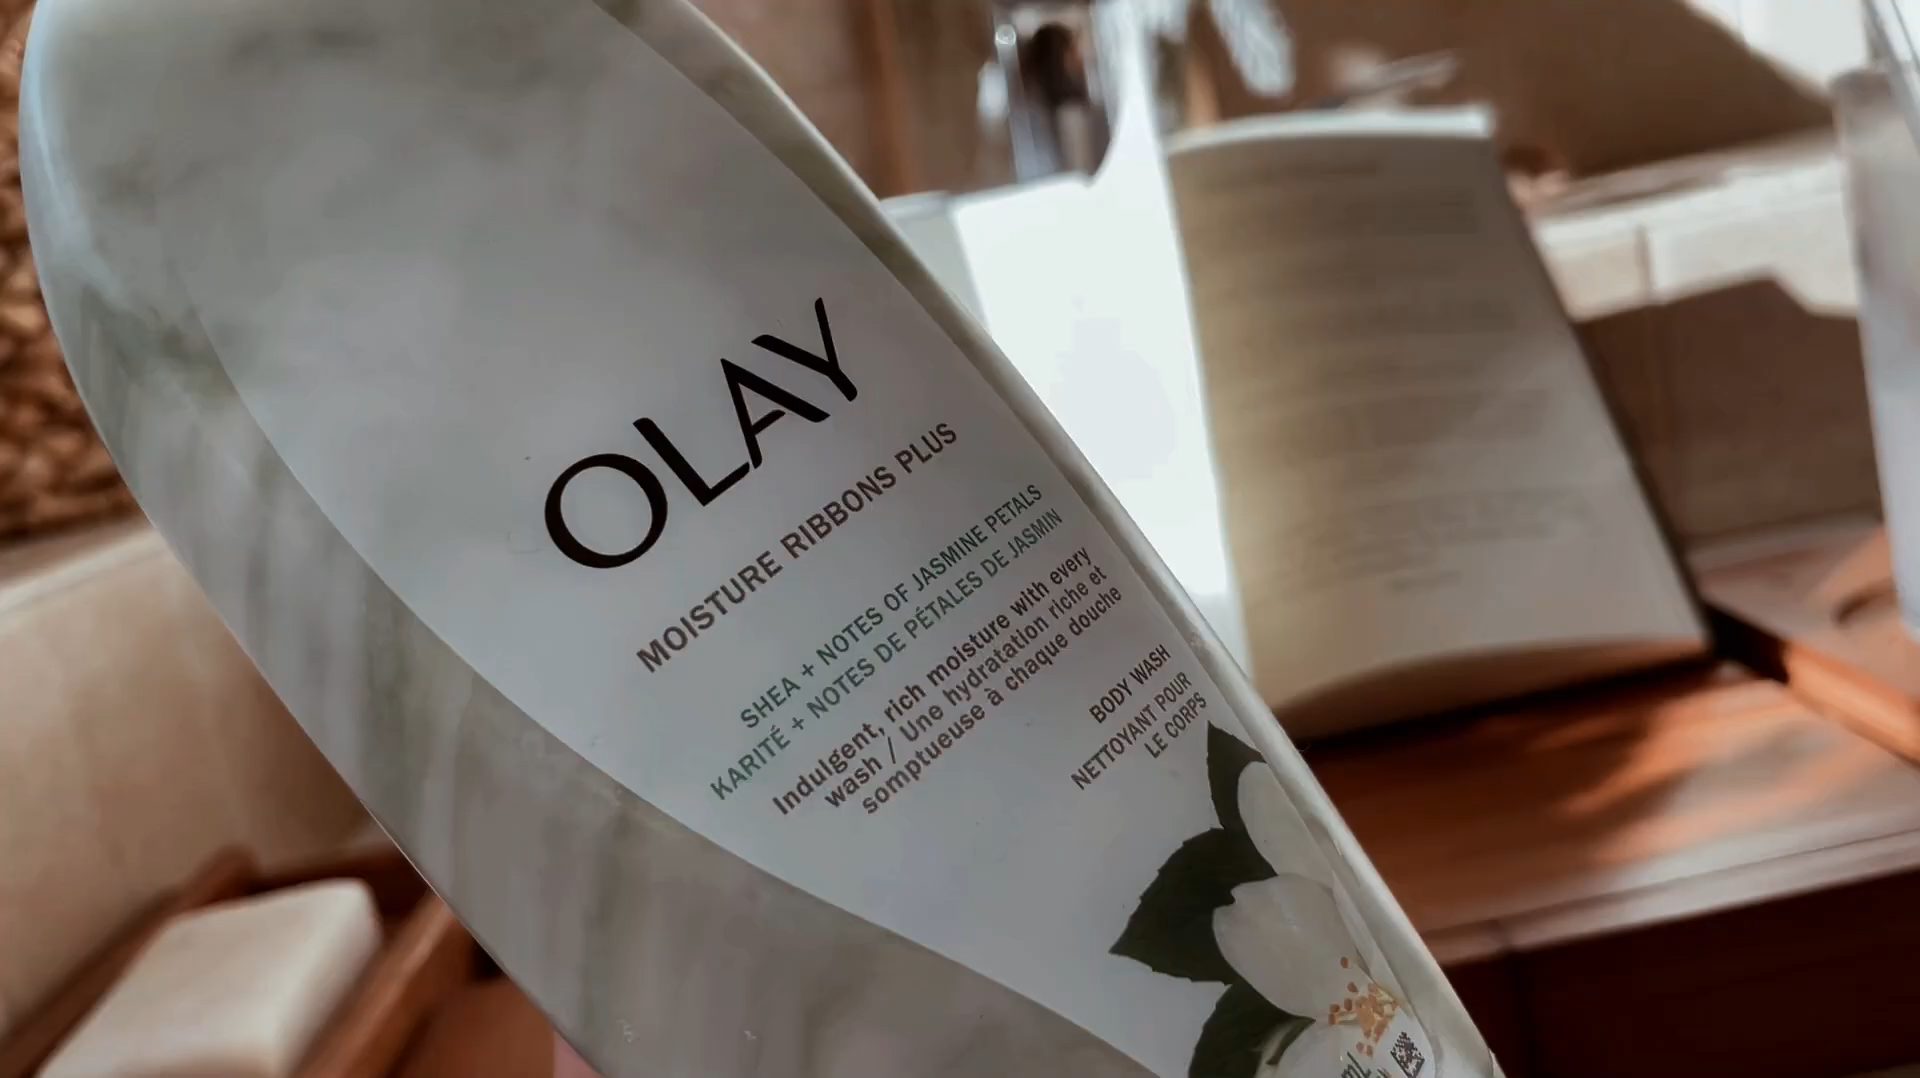 OLAY
MOISTURE RIBBONS PLUS
SHEA + NOTES OF JASMINE PETALS
KARITÉ + NOTES DE PÉTALES DE JASMIN
Indulgent, rich moisture with every
wash / Une hydratation riche et
somptueuse à chaque douche
BODY WASH
NETTOYANT POUR
LE CORPS
mL